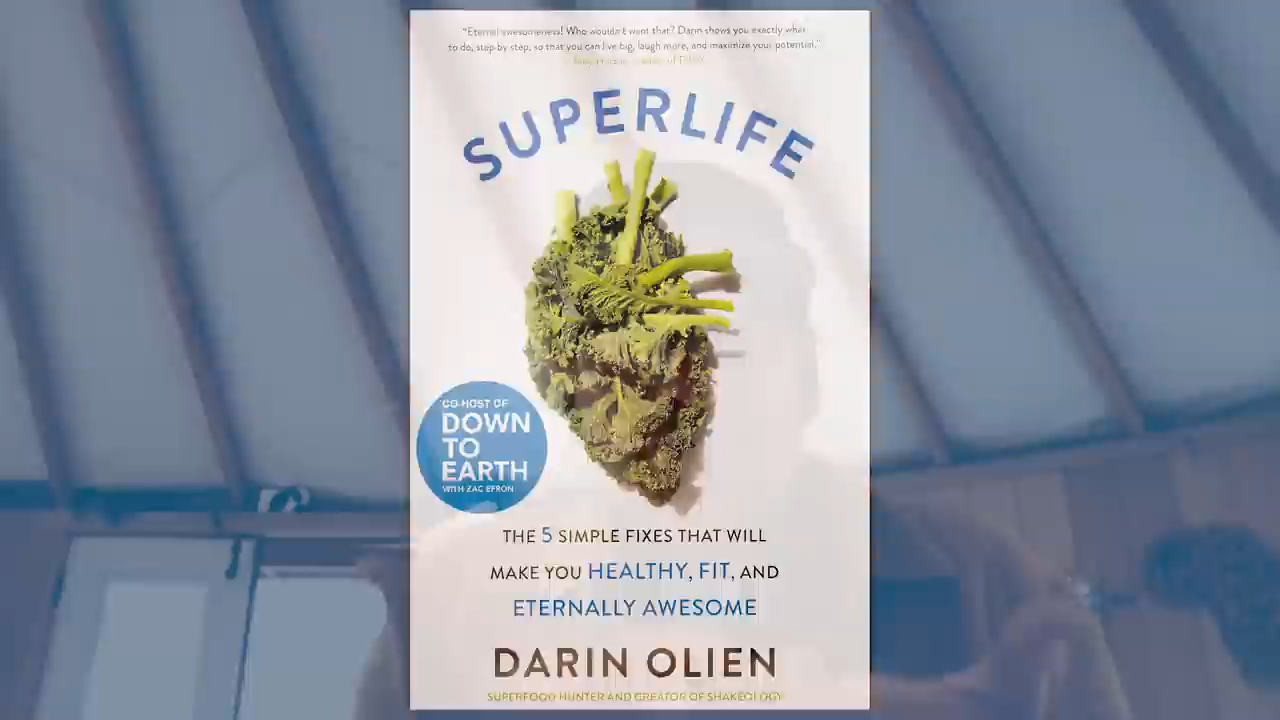 "Eternal awesomeness! Who wouldn't want that? Darin shows you exactly what
to do, step by step, so that you can live big, laugh more, and maximize your potential."
SUPERLIFE
CO-HOST OF
DOWN
TO
EARTH
WITH ZAC EFRON
THE 5 SIMPLE FIXES THAT WILL
MAKE YOU HEALTHY, FIT, AND
ETERNALLY AWESOME
DARIN OLIEN
SUPERFOOD HUNTER AND CREATOR OF SHAKEOLOGY